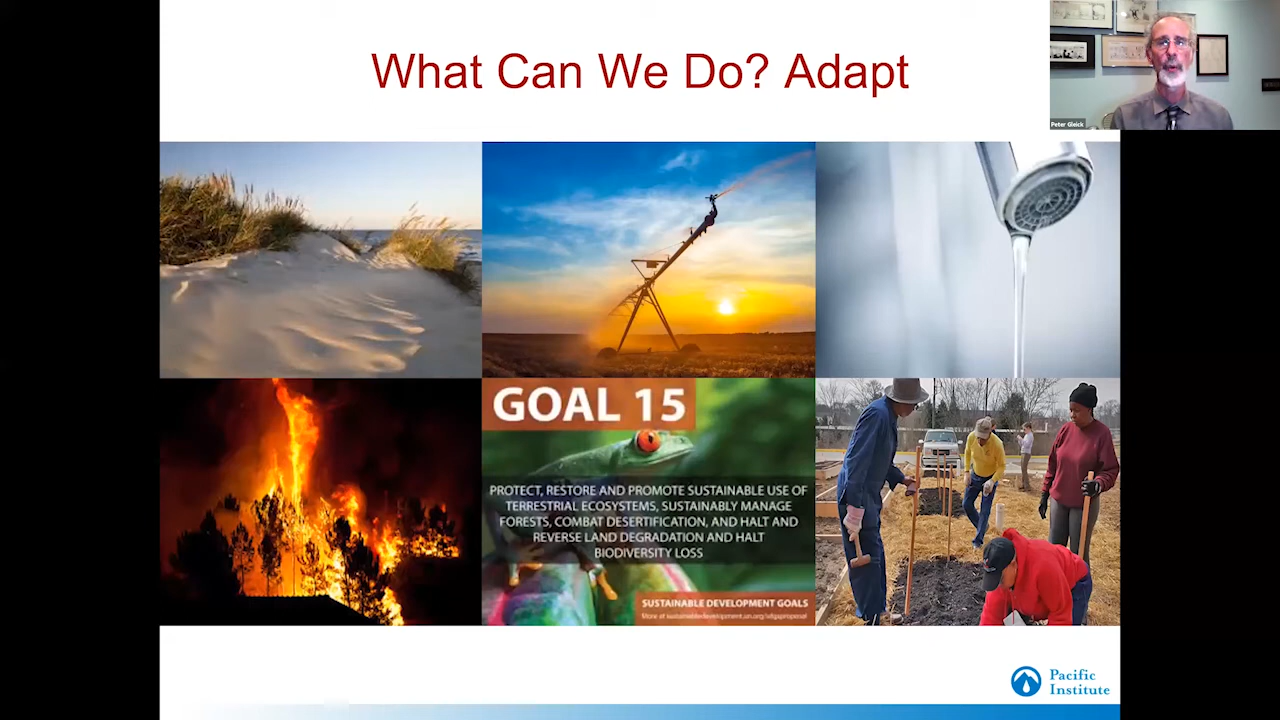 What Can We Do? Adapt
Peter Gleick
GOAL 15
PROTECT, RESTORE AND PROMOTE SUSTAINABLE USE OF
TERRESTRIAL ECOSYSTEMS, SUSTAINABLY MANAGE
FORESTS, COMBAT DESERTIFICATION, AND HALT AND
REVERSE LAND DEGRADATION AND HALT
BIODIVERSITY LOSS
SUSTAINABLE DEVELOPMENT GOALS
More at sustainabledevelopment.un.org/sdgsproposal
Pacific
Institute